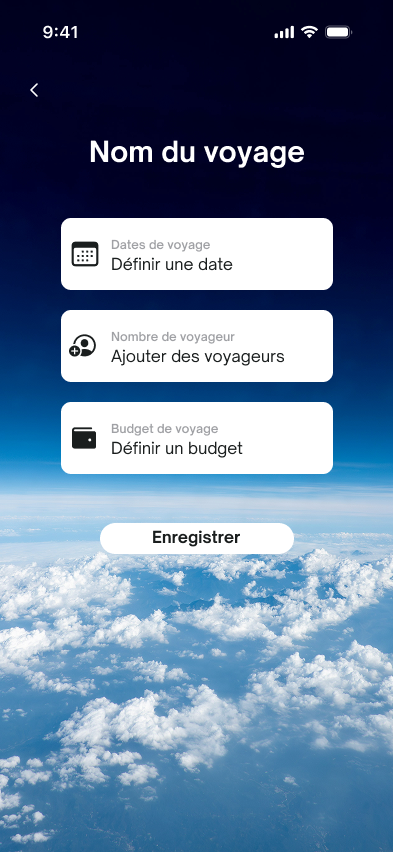 9:41
Nom du voyage
Dates de voyage
Définir une date
Nombre de voyageur
Ajouter des voyageurs
Budget de voyage
Définir un budget
Enregistrer